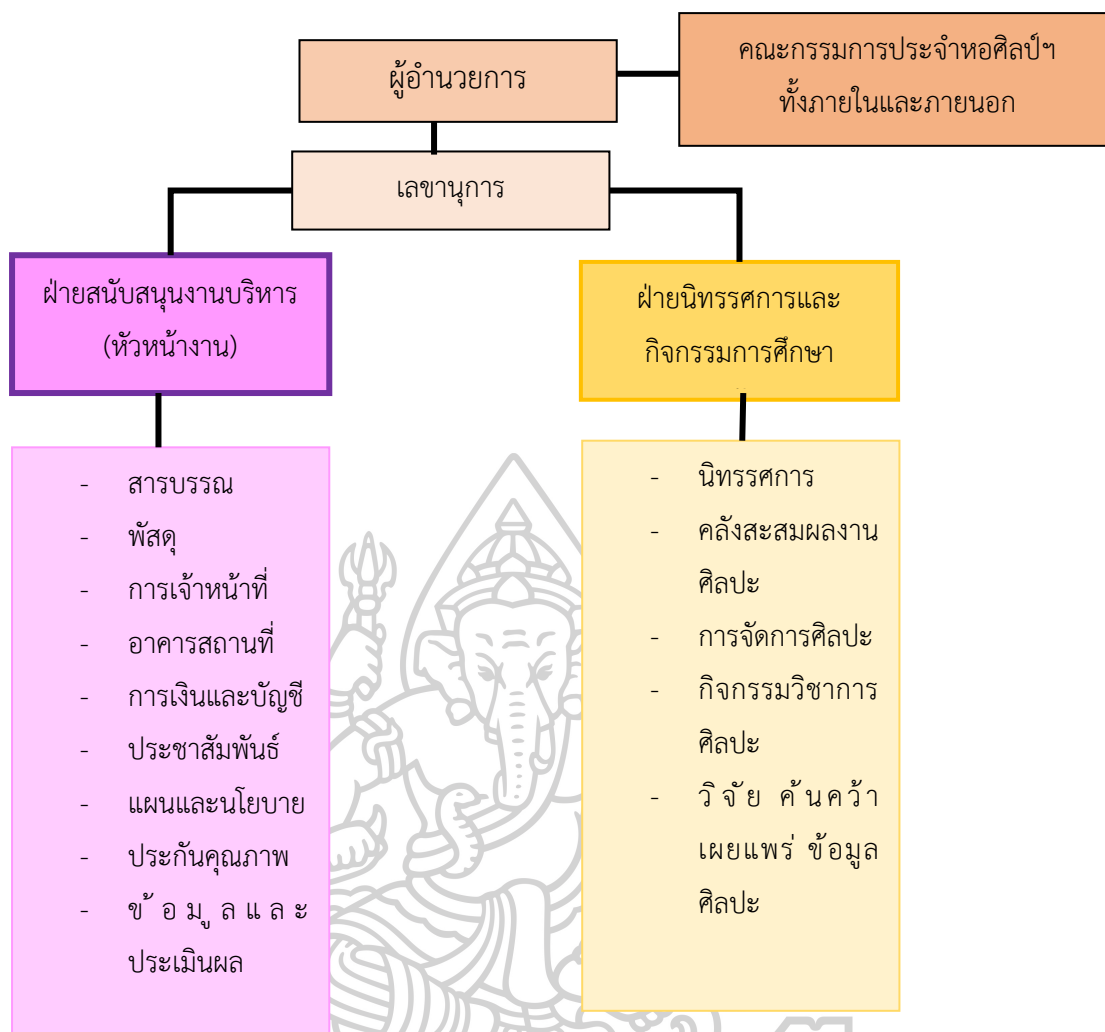 ผู้อำนวยการ
คณะกรรมการประจำหอศิลป์ฯ
ทั้งภายในและภายนอก
เลขานุการ
ฝ่ายสนับสนุนงานบริหาร
(หัวหน้างาน)
ฝ่ายนิทรรศการและ
กิจกรรมการศึกษา
- สารบรรณ
- พัสดุ
- การเจ้าหน้าที่
- อาคารสถานที่
- การเงินและบัญชี
- ประชาสัมพันธ์
- แผนและนโยบาย
- ประกันคุณภาพ
- ข้อมูลและ
ประเมินผล
- นิทรรศการ
- คลังสะสมผลงาน
ศิลปะ
- การจัดการศิลปะ
- กิจกรรมวิชาการ
ศิลปะ
- วิจัย ค้นคว้า
เผยแพร่ ข้อมูล
ศิลปะ